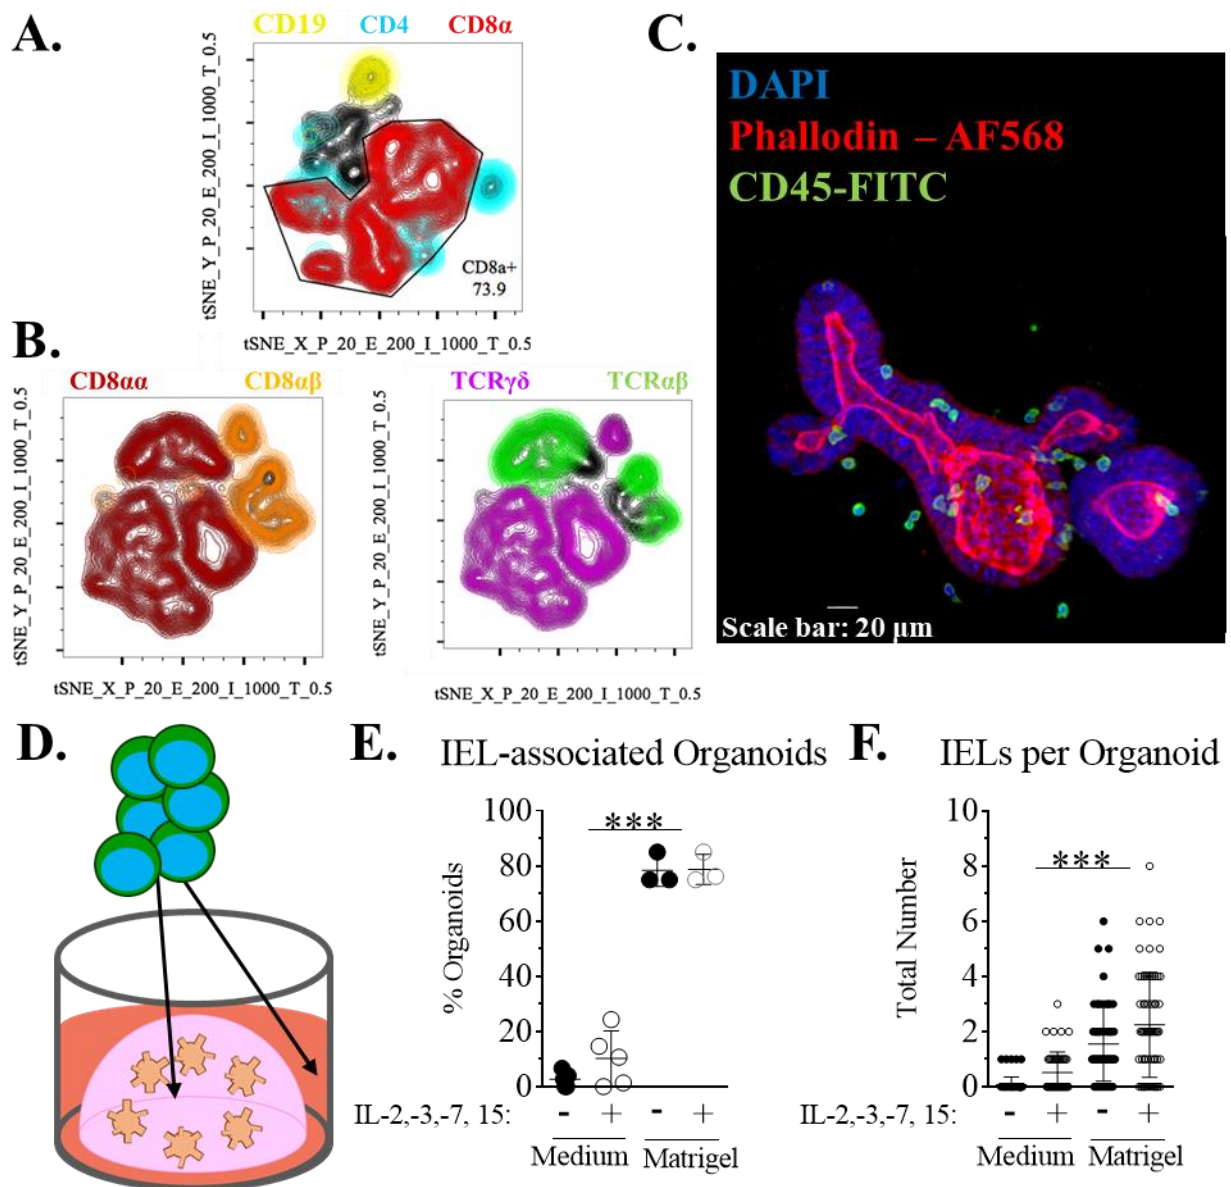 A.
CD19 CD4 CD8α
tSNE_Y_P_20_E_200_I_1000_T_0.5
CD8a+
73.9
tSNE_X_P_20_E_200_I_1000_T_0.5
B.
CD8αα CD8αβ
tSNE_Y_P_20_E_200_I_1000_T_0.5
tSNE_X_P_20_E_200_I_1000_T_0.5
TCRγδ TCRαβ
tSNE_Y_P_20_E_200_I_1000_T_0.5
tSNE_X_P_20_E_200_I_1000_T_0.5
C.
DAPI
Phallodin – AF568
CD45-FITC
Scale bar: 20 µm
D.
E.
IEL-associated Organoids
% Organoids
100
80
60
40
20
0
***
IL-2,-3,-7, 15: - + - +
Medium Matrigel
F.
IELs per Organoid
Total Number
10
8
6
4
2
0
***
IL-2,-3,-7, 15: - + - +
Medium Matrigel